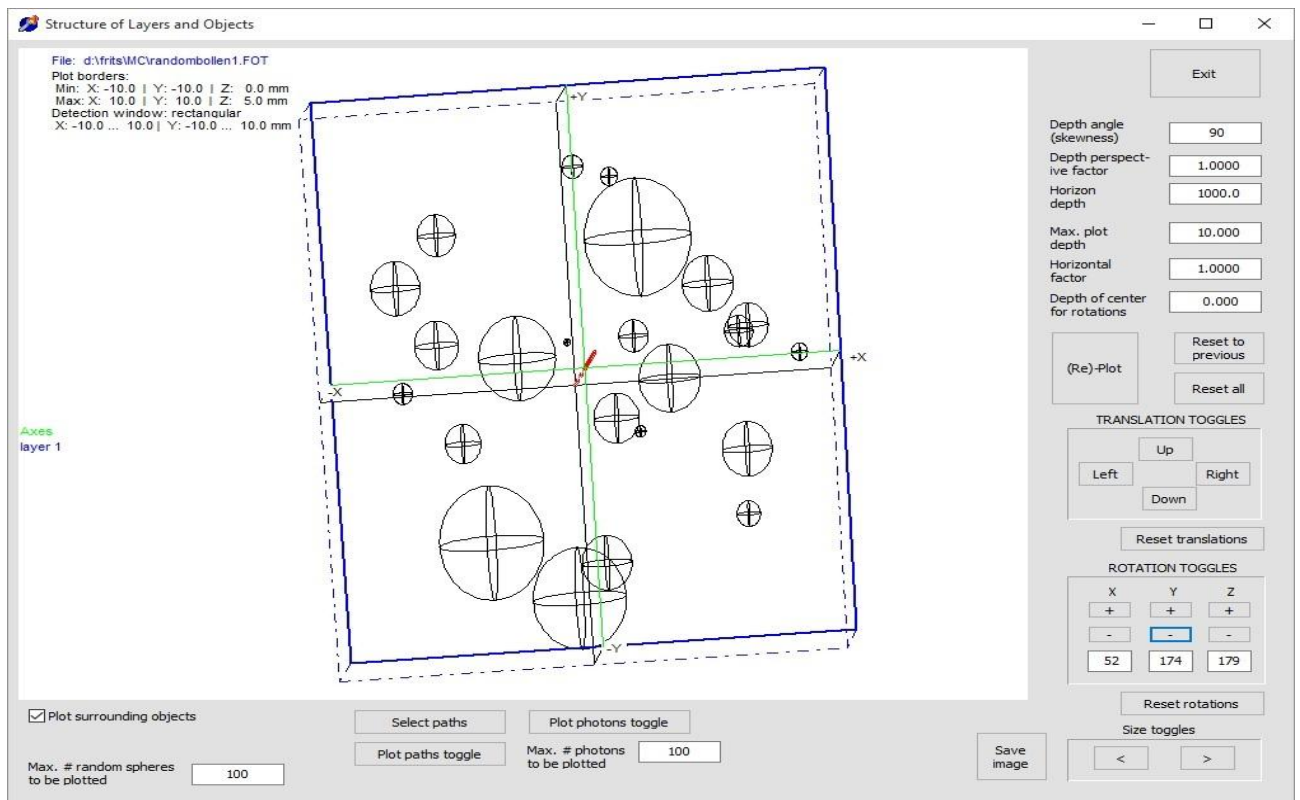 Structure of Layers and Objects
File: d:\frits\MC\randombollen1.FOT
Plot borders:
Min: X: -10.0 | Y: -10.0 | Z: 0.0 mm
Max: X: 10.0 | Y: 10.0 | Z: 5.0 mm
Detection window: rectangular
X: -10.0 ... 10.0 | Y: -10.0 ... 10.0 mm
+Y
+X
-X
-Y
Axes
layer 1
Exit
Depth angle
(skewness)
90
Depth perspect-
ive factor
1.0000
Horizon
depth
1000.0
Max. plot
depth
10.000
Horizontal
factor
1.0000
Depth of center
for rotations
0.000
(Re)-Plot
Reset to
previous
Reset all
TRANSLATION TOGGLES
Up
Left
Right
Down
Reset translations
ROTATION TOGGLES
X Y Z
+ + +
- - -
52 174 179
Reset rotations
Size toggles
< >
Plot surrounding objects
Max. # random spheres
to be plotted
100
Select paths
Plot paths toggle
Plot photons toggle
Max. # photons
to be plotted
100
Save
image